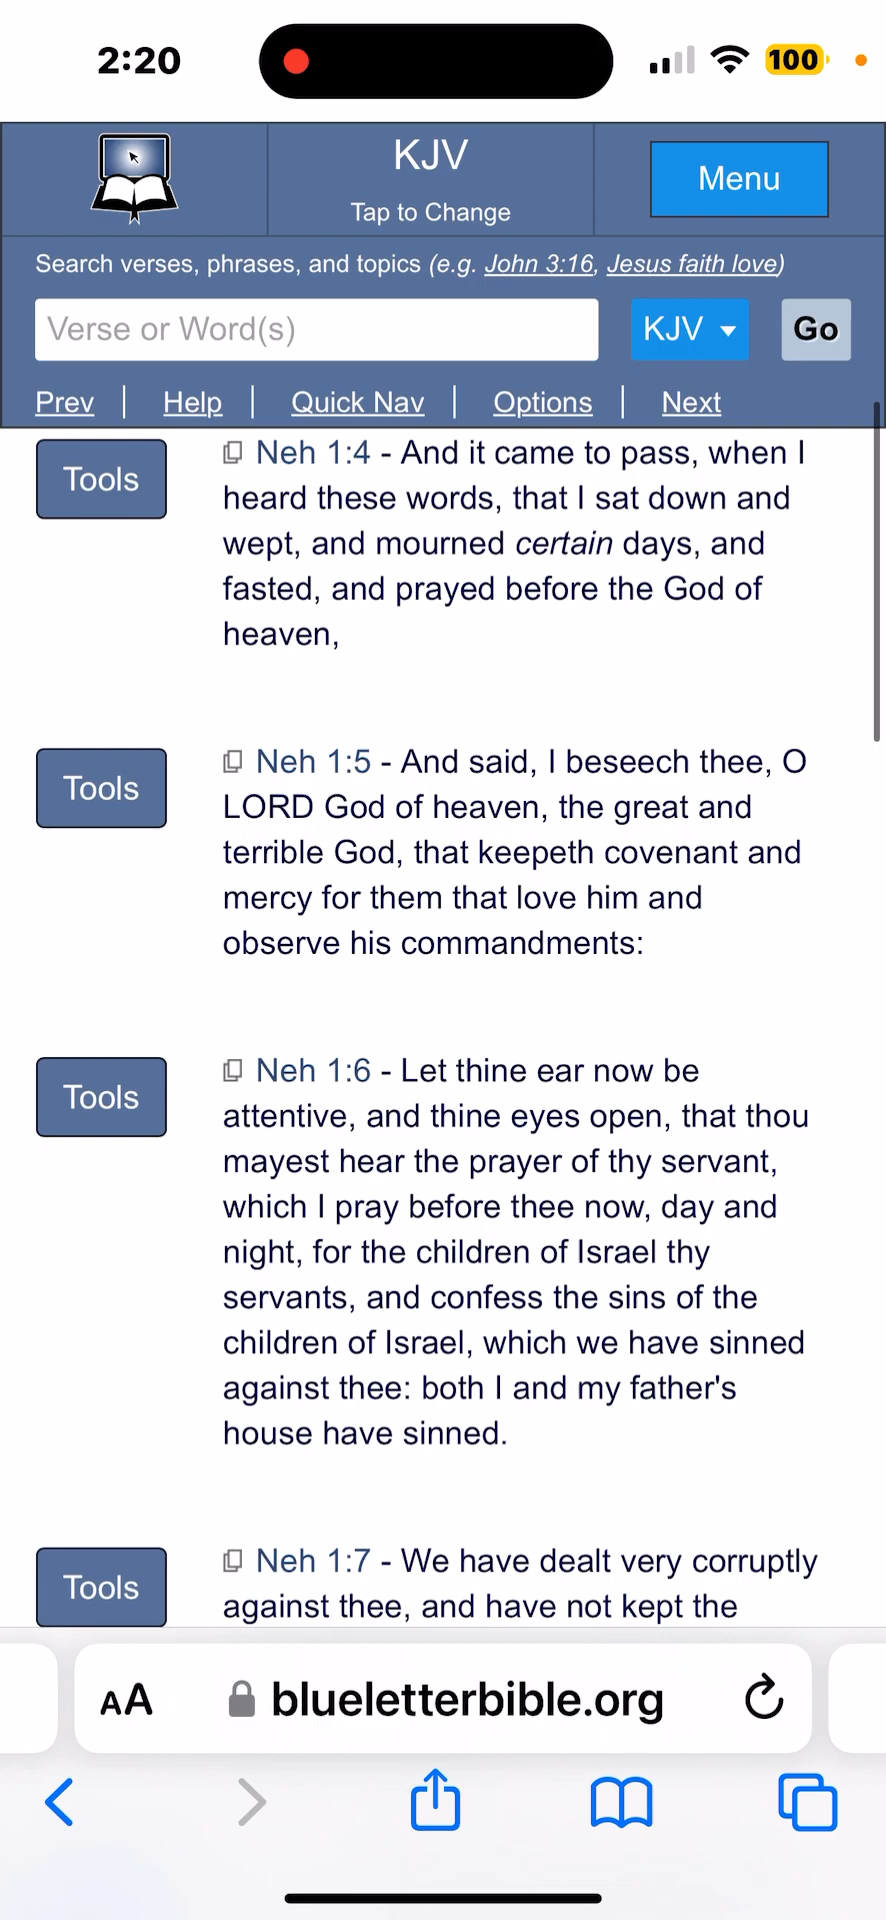 2:20
100
KJV
Tap to Change
Menu
Search verses, phrases, and topics (e.g. John 3:16, Jesus faith love)
Verse or Word(s)
KJV
Go
Prev | Help | Quick Nav | Options | Next
Tools
Neh 1:4 - And it came to pass, when I
heard these words, that I sat down and
wept, and mourned certain days, and
fasted, and prayed before the God of
heaven,
Tools
Neh 1:5 - And said, I beseech thee, O
LORD God of heaven, the great and
terrible God, that keepeth covenant and
mercy for them that love him and
observe his commandments:
Tools
Neh 1:6 - Let thine ear now be
attentive, and thine eyes open, that thou
mayest hear the prayer of thy servant,
which I pray before thee now, day and
night, for the children of Israel thy
servants, and confess the sins of the
children of Israel, which we have sinned
against thee: both I and my father's
house have sinned.
Tools
Neh 1:7 - We have dealt very corruptly
against thee, and have not kept the
AA
blueletterbible.org